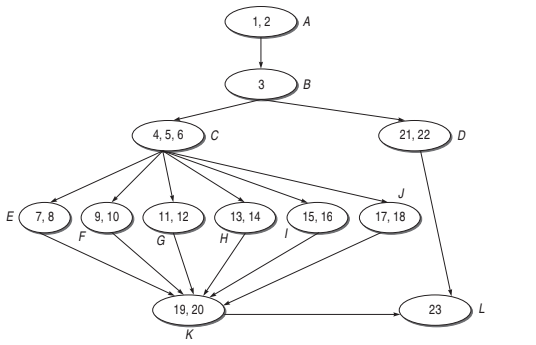 1, 2 A
3 B
4, 5, 6 C
21, 22 D
J
E 7, 8 9, 10 11, 12 13, 14 15, 16 17, 18
F G H I
19, 20 23 L
K